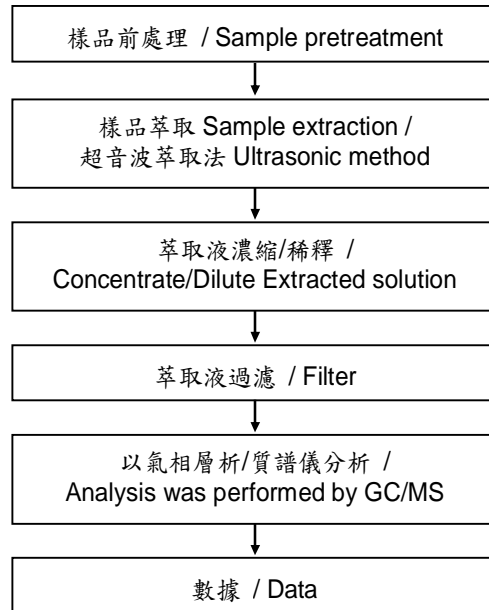 樣品前處理 / Sample pretreatment
樣品萃取 Sample extraction /
超音波萃取法 Ultrasonic method
萃取液濃縮/稀釋 /
Concentrate/Dilute Extracted solution
萃取液過濾 / Filter
以氣相層析/質譜儀分析 /
Analysis was performed by GC/MS
數據 / Data